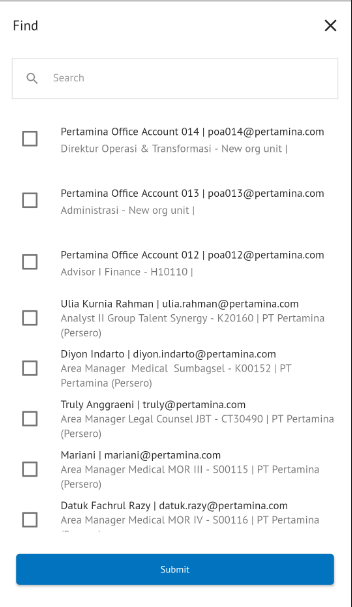 Find
Search
Pertamina Office Account 014 | poa014@pertamina.com
Direktur Operasi & Transformasi - New org unit |
Pertamina Office Account 013 | poa013@pertamina.com
Administrasi - New org unit |
Pertamina Office Account 012 | poa012@pertamina.com
Advisor I Finance - H10110 |
Ulia Kurnia Rahman | ulia.rahman@pertamina.com
Analyst II Group Talent Synergy - K20160 | PT Pertamina
(Persero)
Diyon Indarto | diyon.indarto@pertamina.com
Area Manager Medical Sumbagsel - K00152 | PT
Pertamina (Persero)
Truly Anggraeni | truly@pertamina.com
Area Manager Legal Counsel JBT - CT30490 | PT Pertamina
(Persero)
Mariani | mariani@pertamina.com
Area Manager Medical MOR III - S00115 | PT Pertamina
(Persero)
Datuk Fachrul Razy | datuk.razy@pertamina.com
Area Manager Medical MOR IV - S00116 | PT Pertamina
Submit